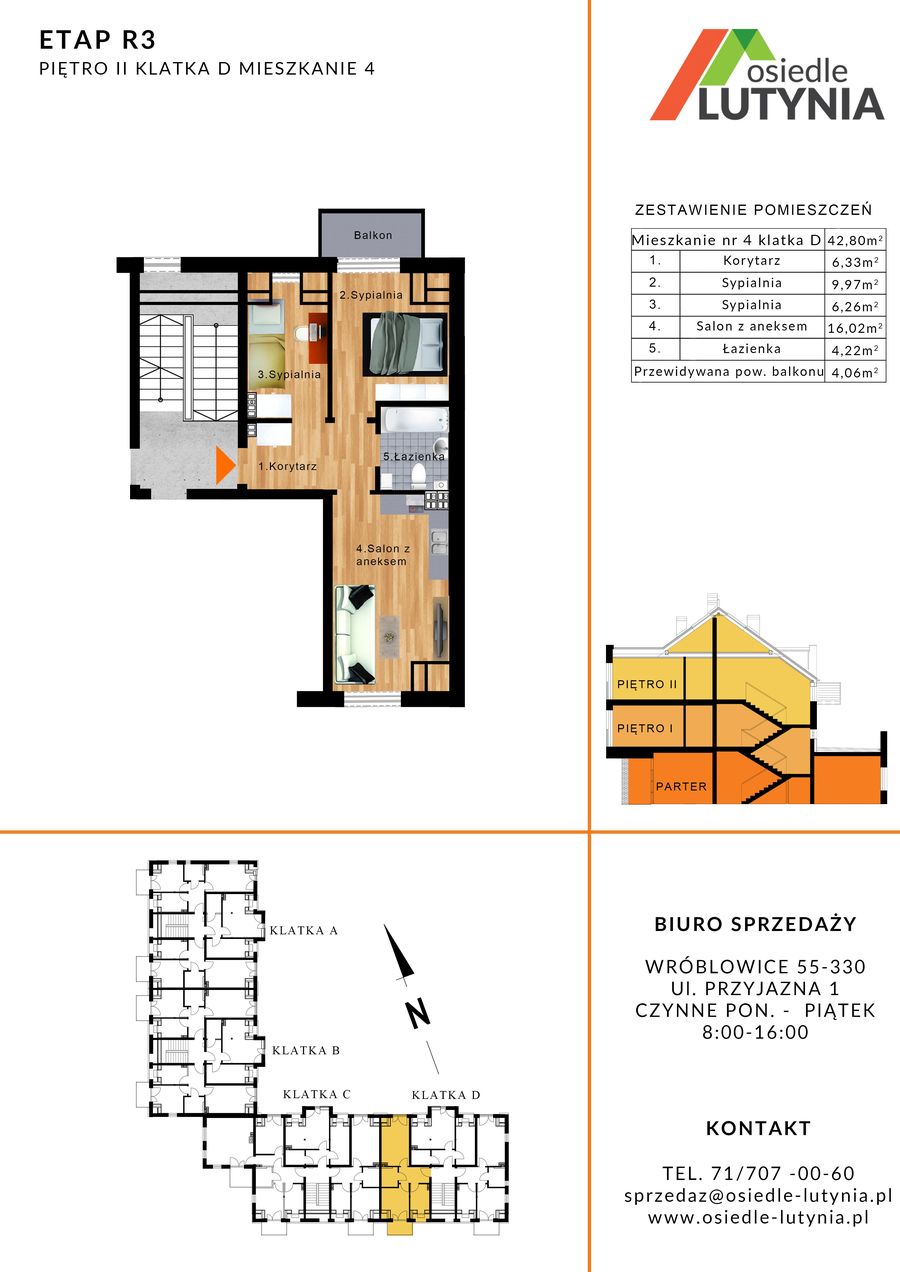 ETAP R3
PIĘTRO II KLATKA D MIESZKANIE 4
osiedle
LUTYNIA
ZESTAWIENIE POMIESZCZEŃ
Mieszkanie nr 4 klatka D 42,80m²
1. Korytarz 6,33m²
2. Sypialnia 9,97m²
3. Sypialnia 6,26m²
4. Salon z aneksem 16,02m²
5. Łazienka 4,22m²
Przewidywana pow. balkonu 4,06m²
Balkon
2.Sypialnia
3.Sypialnia
5.Łazienka
1.Korytarz
4.Salon z
aneksem
PIĘTRO II
PIĘTRO I
PARTER
KLATKA A
N
KLATKA B
KLATKA C
KLATKA D
BIURO SPRZEDAŻY
WRÓBLOWICE 55-330
Ul. PRZYJAZNA 1
CZYNNE PON. - PIĄTEK
8:00-16:00
KONTAKT
TEL. 71/707 -00-60
sprzedaz@osiedle-lutynia.pl
www.osiedle-lutynia.pl